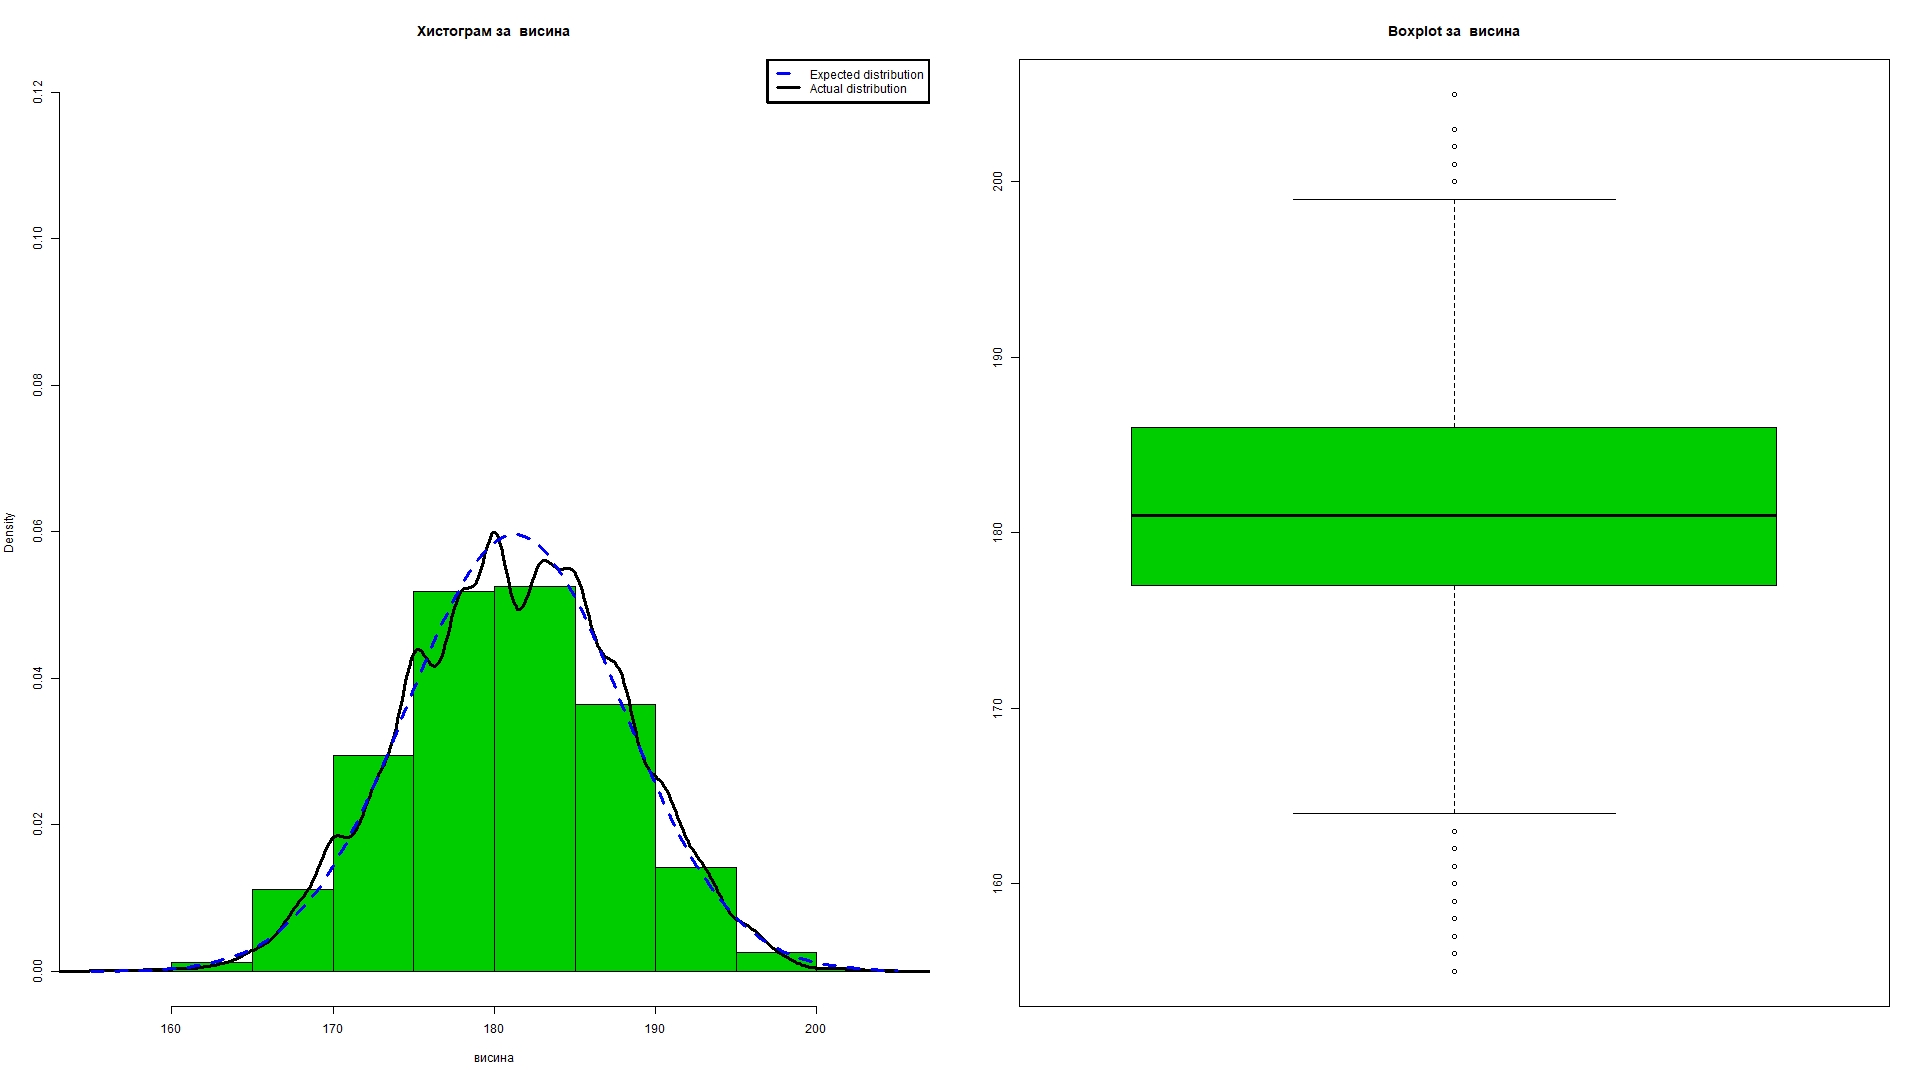 Хистограм за  висина
Expected distribution
Actual distribution
0.12
0.10
0.08
0.06
0.04
0.02
0.00
Density
160 170 180 190 200
висина
Boxplot за  висина
200
190
180
170
160